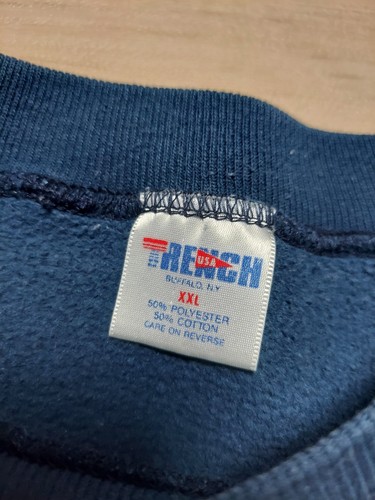 TRENCH
USA
BUFFALO, N.Y.
XXL
50% POLYESTER
50% COTTON
CARE ON REVERSE